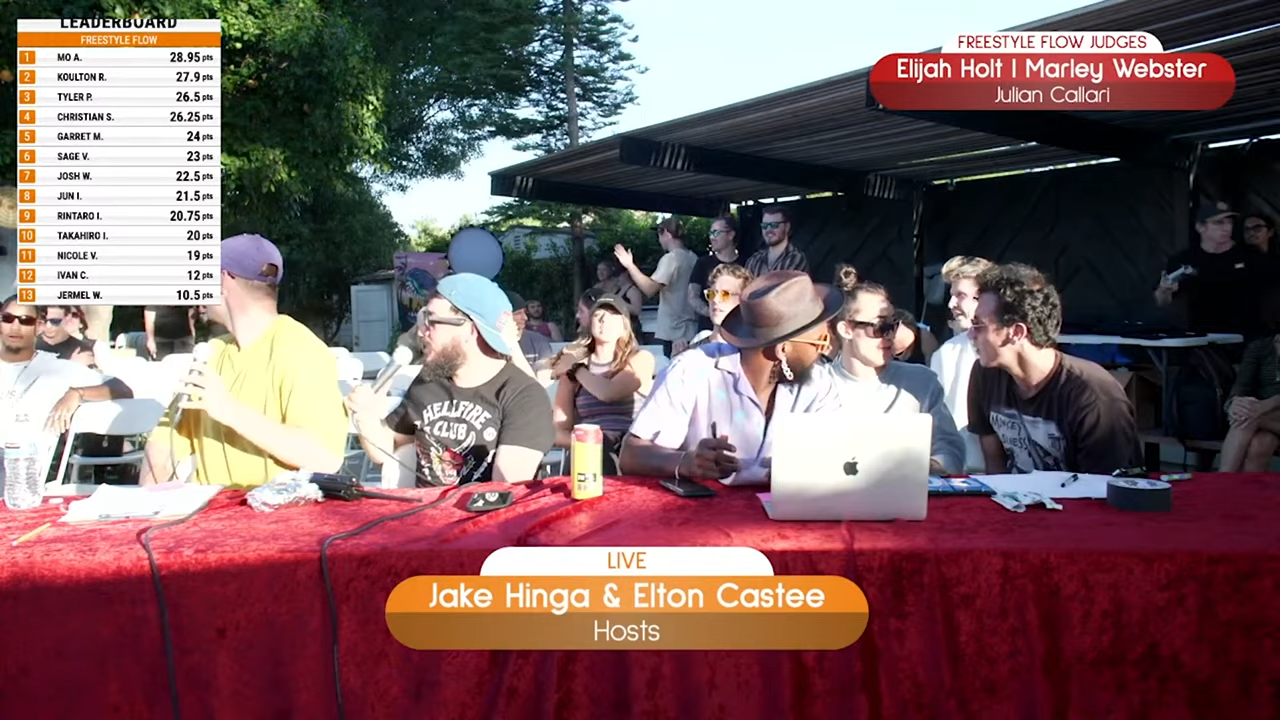 LEADERBOARD
FREESTYLE FLOW
1 MO A. 28.95 pts
2 KOULTON R. 27.9 pts
3 TYLER P. 26.5 pts
4 CHRISTIAN S. 26.25 pts
5 GARRET M. 24 pts
6 SAGE V. 23 pts
7 JOSH W. 22.5 pts
8 JUN I. 21.5 pts
9 RINTARO I. 20.75 pts
10 TAKAHIRO I. 20 pts
11 NICOLE V. 19 pts
12 IVAN C. 12 pts
13 JERMEL W. 10.5 pts
FREESTYLE FLOW JUDGES
Elijah Holt | Marley Webster
Julian Callari
HELLFIRE
CLUB
LIVE
Jake Hinga & Elton Castee
Hosts